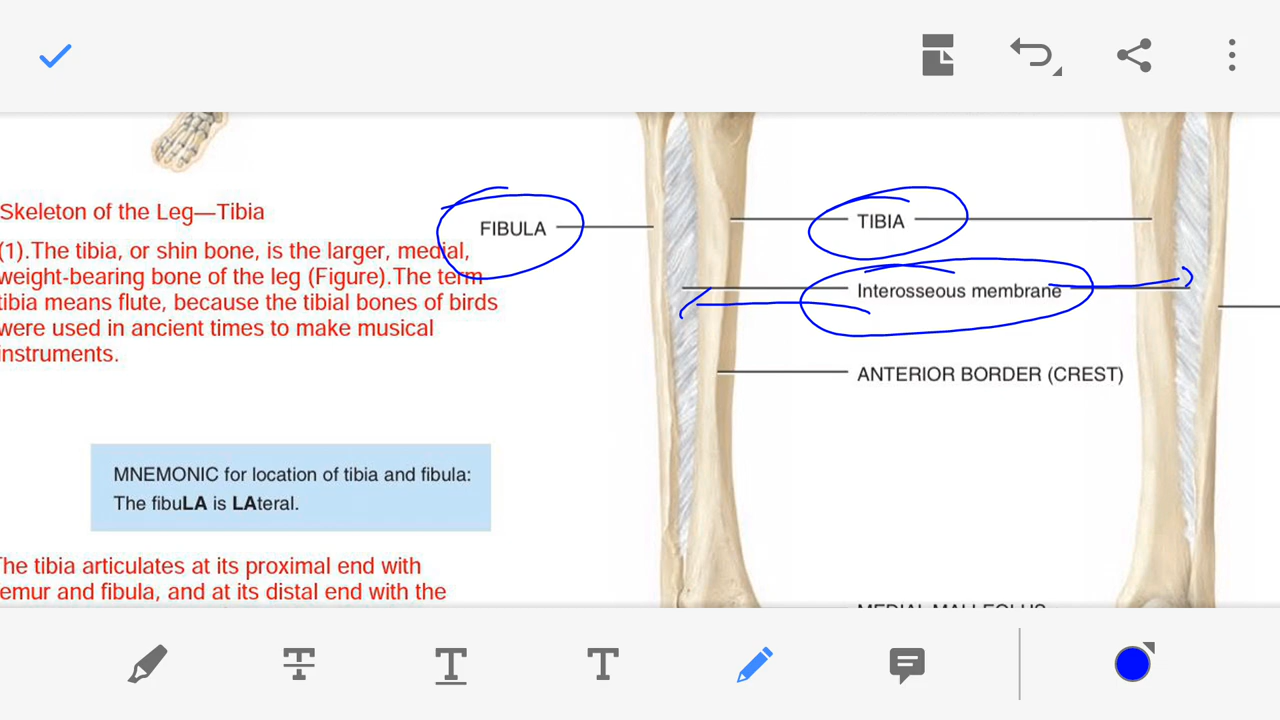 Skeleton of the Leg—Tibia
(1).The tibia, or shin bone, is the larger, medial,
weight-bearing bone of the leg (Figure).The term
tibia means flute, because the tibial bones of birds
were used in ancient times to make musical
instruments.
MNEMONIC for location of tibia and fibula:
The fibuLA is LAteral.
The tibia articulates at its proximal end with
femur and fibula, and at its distal end with the
FIBULA
TIBIA
Interosseous membrane
ANTERIOR BORDER (CREST)
MEDIAL MALLEOLUS